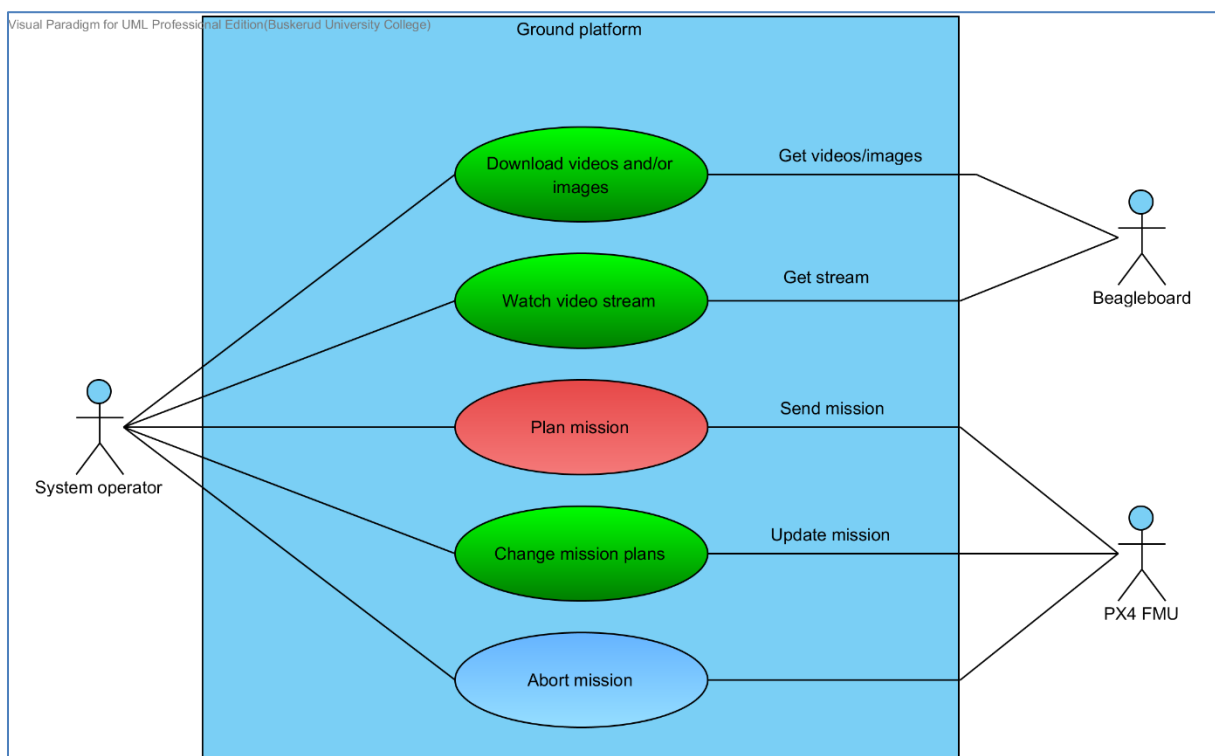 Visual Paradigm for UML Professional Edition(Buskerud University College)
Ground platform
Download videos and/or
images
Get videos/images
Watch video stream
Get stream
Beagleboard
Plan mission
Send mission
System operator
Change mission plans
Update mission
PX4 FMU
Abort mission